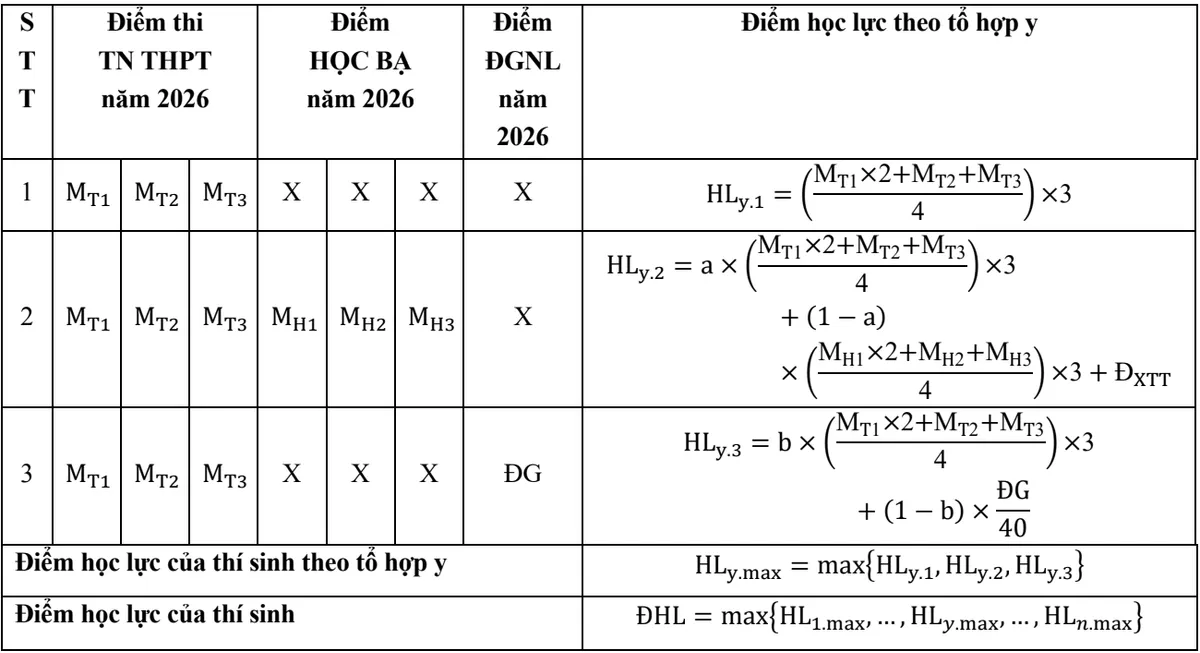 S
T
T
Điểm thi
TN THPT
năm 2026
Điểm
HỌC BẠ
năm 2026
Điểm
ĐGNL
năm
2026
Điểm học lực theo tổ hợp y
1 M_T1 M_T2 M_T3 X X X X HL_y.1 = (M_T1×2+M_T2+M_T3 / 4) ×3
2 M_T1 M_T2 M_T3 M_H1 M_H2 M_H3 X HL_y.2 = a × (M_T1×2+M_T2+M_T3 / 4) ×3
+ (1 − a)
× (M_H1×2+M_H2+M_H3 / 4) ×3 + Đ_XTT
3 M_T1 M_T2 M_T3 X X X ĐG HL_y.3 = b × (M_T1×2+M_T2+M_T3 / 4) ×3
+ (1 − b) × ĐG / 40
Điểm học lực của thí sinh theo tổ hợp y HL_y.max = max{HL_y.1, HL_y.2, HL_y.3}
Điểm học lực của thí sinh ĐHL = max{HL_1.max, … , HL_y.max, … , HL_n.max}